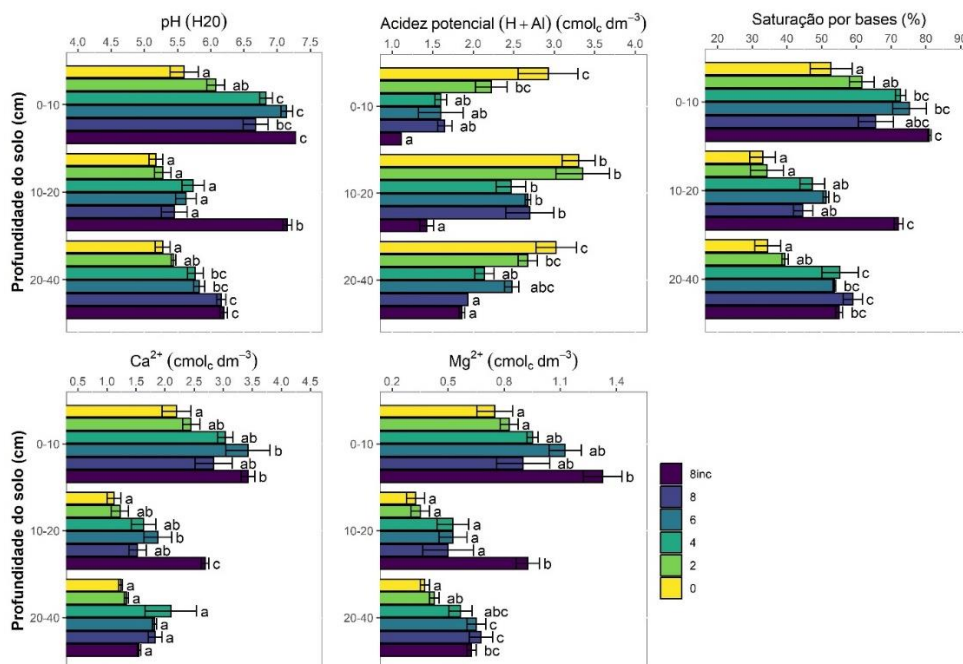 pH (H20)
4.0 4.5 5.0 5.5 6.0 6.5 7.0 7.5
Profundidade do solo (cm)
0-10
a
ab
c
c
bc
c
10-20
a
a
a
a
a
b
20-40
a
ab
bc
bc
c
c
Acidez potencial (H + Al) (cmolc dm⁻³)
1.0 1.5 2.0 2.5 3.0 3.5 4.0
0-10
c
bc
ab
ab
ab
a
10-20
b
b
b
b
b
a
20-40
c
bc
ab
abc
a
a
Saturação por bases (%)
20 30 40 50 60 70 80 90
0-10
a
ab
bc
bc
abc
c
10-20
a
a
ab
b
ab
c
20-40
a
ab
c
bc
c
bc
Ca²⁺ (cmolc dm⁻³)
0.5 1.0 1.5 2.0 2.5 3.0 3.5 4.0 4.5
Profundidade do solo (cm)
0-10
a
ab
ab
b
ab
b
10-20
a
ab
ab
b
ab
c
20-40
a
a
a
a
a
a
Mg²⁺ (cmolc dm⁻³)
0.2 0.5 0.8 1.1 1.4
0-10
a
a
ab
ab
ab
b
10-20
a
a
a
a
a
b
20-40
a
ab
abc
c
c
bc
8inc
8
6
4
2
0